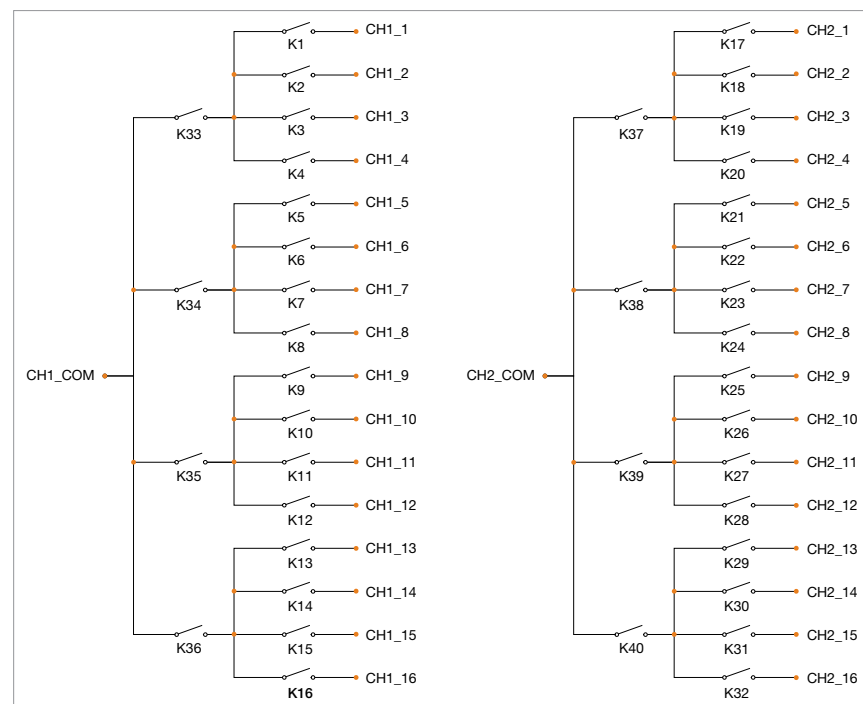 CH1_1
K1
CH1_2
K2
CH1_3
K33
K3
CH1_4
K4
CH1_5
K5
CH1_6
K6
CH1_7
K34
K7
CH1_8
K8
CH1_COM
CH1_9
K9
CH1_10
K10
CH1_11
K35
K11
CH1_12
K12
CH1_13
K13
CH1_14
K14
CH1_15
K36
K15
CH1_16
K16
CH2_1
K17
CH2_2
K18
CH2_3
K37
K19
CH2_4
K20
CH2_5
K21
CH2_6
K22
CH2_7
K38
K23
CH2_8
K24
CH2_COM
CH2_9
K25
CH2_10
K26
CH2_11
K39
K27
CH2_12
K28
CH2_13
K29
CH2_14
K30
CH2_15
K40
K31
CH2_16
K32